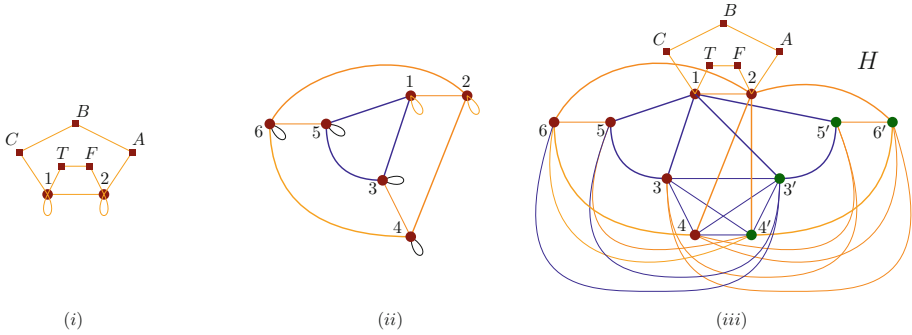 B
C A
T F
1 2
(i)
1 2
6 5
3
4
(ii)
B
C A
T F
H
1 2
6 5 5′ 6′
3 3′
4 4′
(iii)